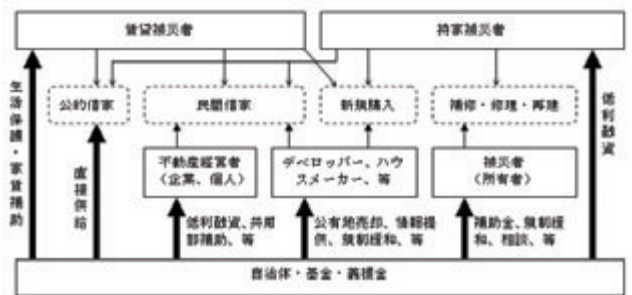 賃貸被災者
持家被災者
公的借家
民間借家
新規購入
補修・修理・再建
生活保護・家賃補助
直接供給
不動産経営者
（企業、個人）
デベロッパー、ハウ
スメーカー、等
被災者
（所有者）
低利融資
低利融資、共用
部補助、等
公有地売却、情報提
供、規制緩和、等
補助金、規制緩
和、相談、等
自治体・基金・義援金